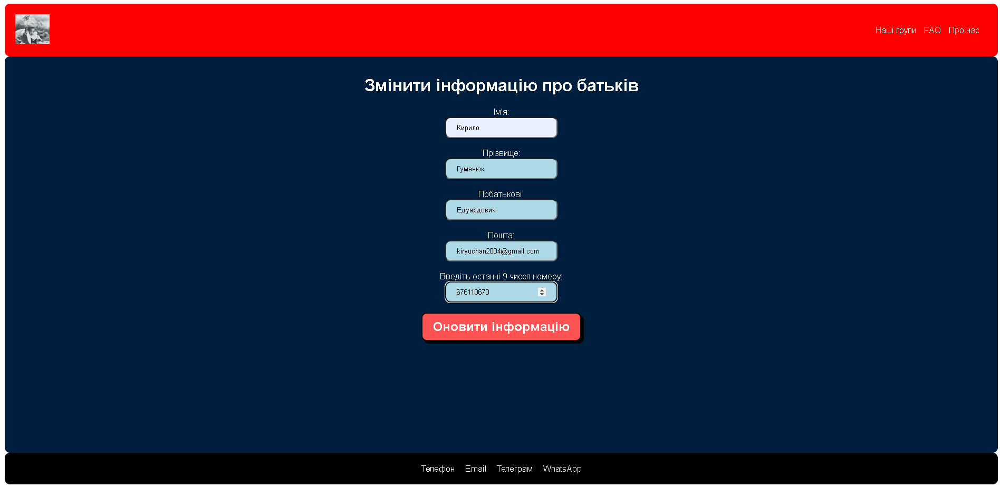 Наші групи FAQ Про нас
Змінити інформацію про батьків
Ім'я:
Кирило
Прізвище:
Гуменюк
Побатькові:
Едуардович
Пошта:
kiryuchan2004@gmail.com
Введіть останні 9 чисел номеру:
676110670
Оновити інформацію
Телефон Email Телеграм WhatsApp